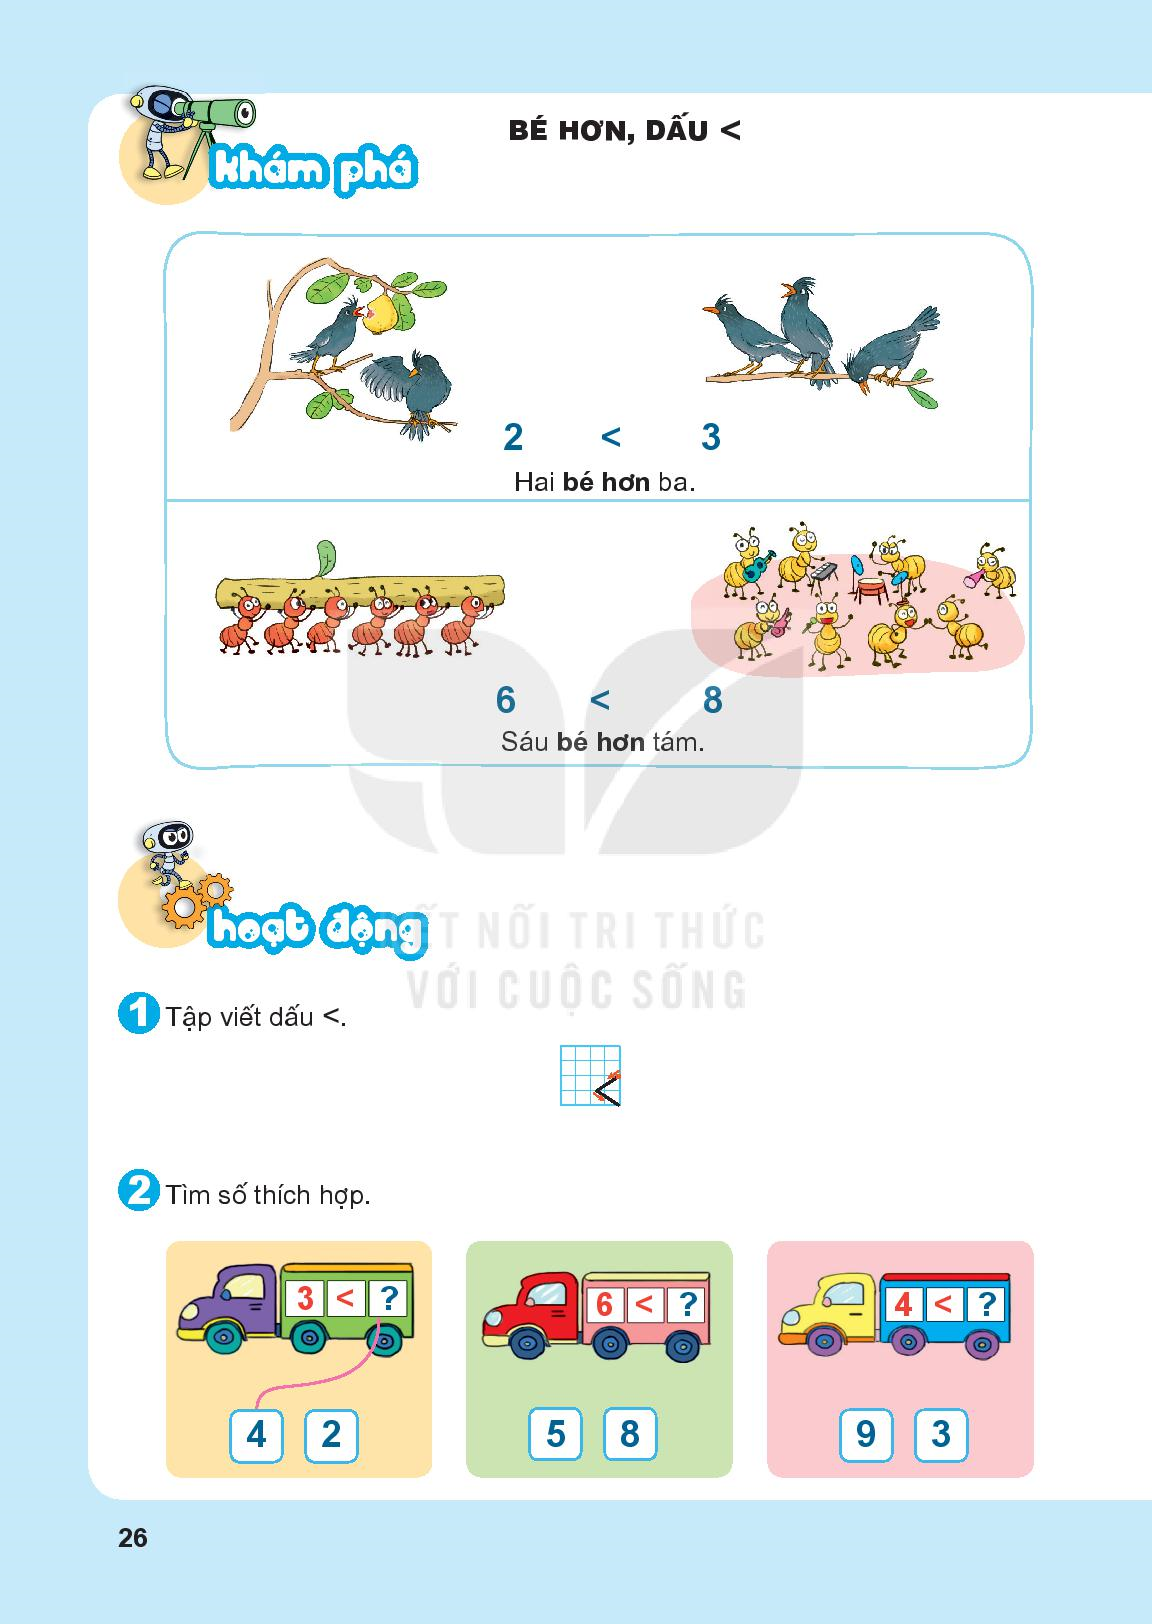 BÉ HƠN, DẤU <
khám phá
2 < 3
Hai bé hơn ba.
6 < 8
Sáu bé hơn tám.
hoạt động
KẾT NỐI TRI THỨC
VỚI CUỘC SỐNG
1 Tập viết dấu <.
<
2 Tìm số thích hợp.
3 < ?
6 < ?
4 < ?
4 2
5 8
9 3
26